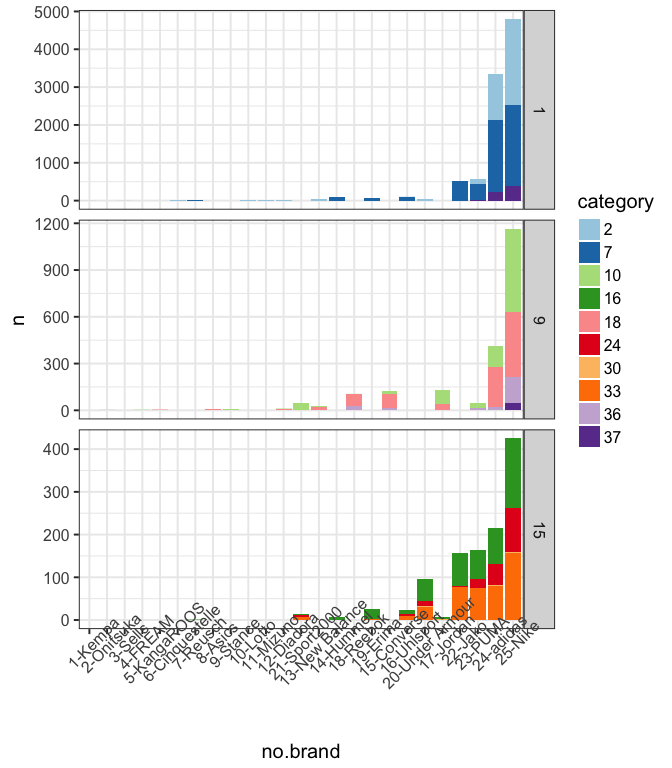 5000
4000
3000
2000
1000
0
1
1200
900
600
300
0
9
400
300
200
100
0
15
n
1-Kempa
2-Onitsuka
3-Sells
4-FREAM
5-KangaROOS
6-Cinquestelle
7-Reusch
8-Asics
9-Stance
10-Lotto
11-Mizuno
12-Diadora
21-Sport2000
13-New Balance
14-Hummel
18-Reebok
19-Erima
15-Converse
16-Unisport
20-Under Armour
17-Jordan
22-Jako
23-PUMA
24-adidas
25-Nike
no.brand
category
2
7
10
16
18
24
30
33
36
37